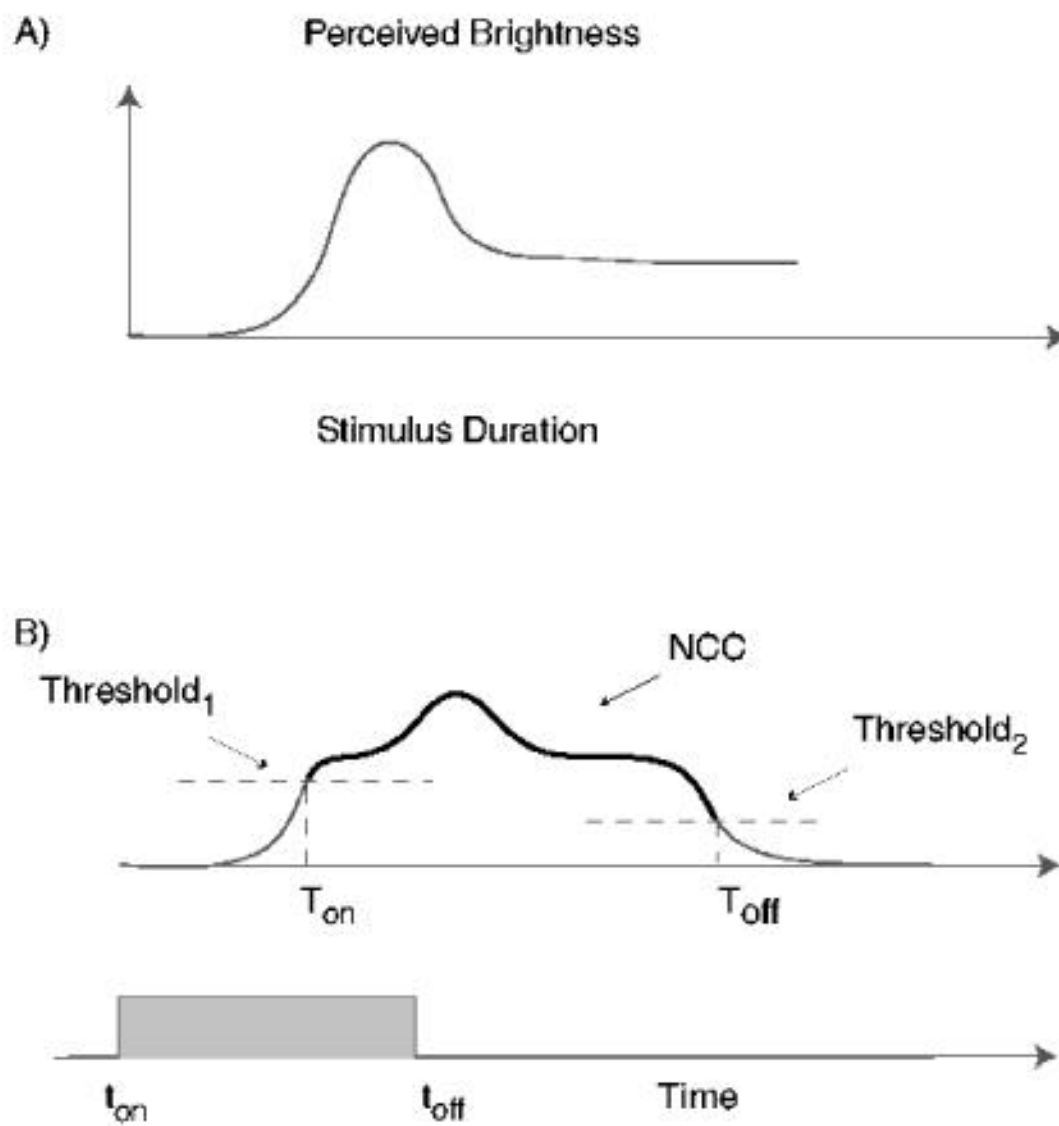 A) Perceived Brightness
Stimulus Duration
B)
NCC
Threshold1
Threshold2
Ton Toff
ton toff Time